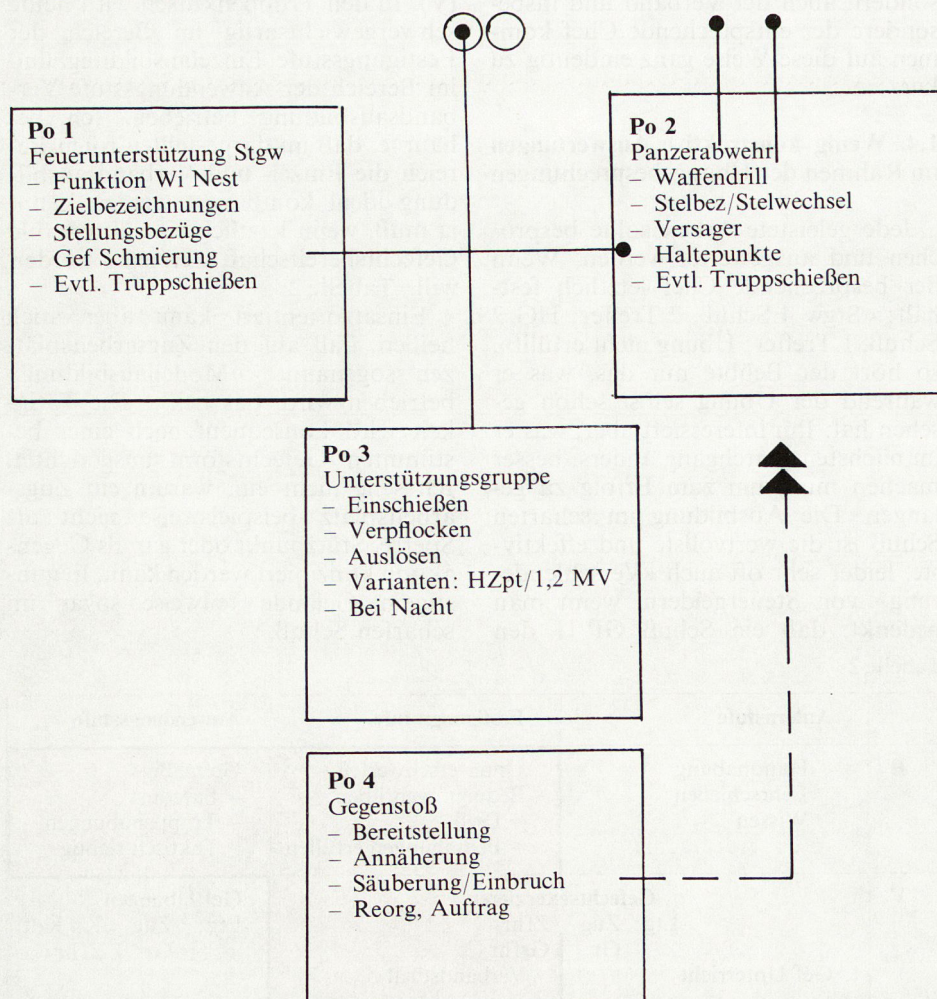 Po 1
Feuerunterstützung Stgw
– Funktion Wi Nest
– Zielbezeichnungen
– Stellungsbezüge
– Gef Schmierung
– Evtl. Truppschießen
Po 2
Panzerabwehr
– Waffendrill
– Stelbez/Stelwechsel
– Versager
– Haltepunkte
Evtl. Truppschießen
Po 3
Unterstützungsgruppe
– Einschießen
– Verpflocken
– Auslösen
– Varianten: HZpt/1.2 MV
– Bei Nacht
Po 4
Gegenstoß
– Bereitstellung
– Annäherung
– Säuberung/Einbruch
– Reorg, Auftrag